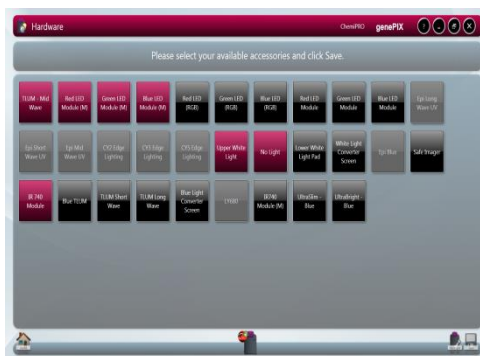 Hardware
ChemiPRO genePIX
Please select your available accessories and click Save.
TLUM - Mid Wave
Red LED Module (M)
Green LED Module (M)
Blue LED Module (M)
Red LED (RGB)
Green LED (RGB)
Blue LED (RGB)
Red LED Module
Green LED Module
Blue LED Module
Epi Long Wave UV
Epi Short Wave UV
Epi Mid Wave UV
CY2 Edge Lighting
CY3 Edge Lighting
CY5 Edge Lighting
Upper White Light
No Light
Lower White Light Pad
White Light Converter Screen
Epi Blue
Safe Imager
IR 740 Module
Blue TLUM
TLUM Short Wave
TLUM Long Wave
Blue Light Converter Screen
IR740 Module (M)
UltraSlim - Blue
UltraBright - Blue